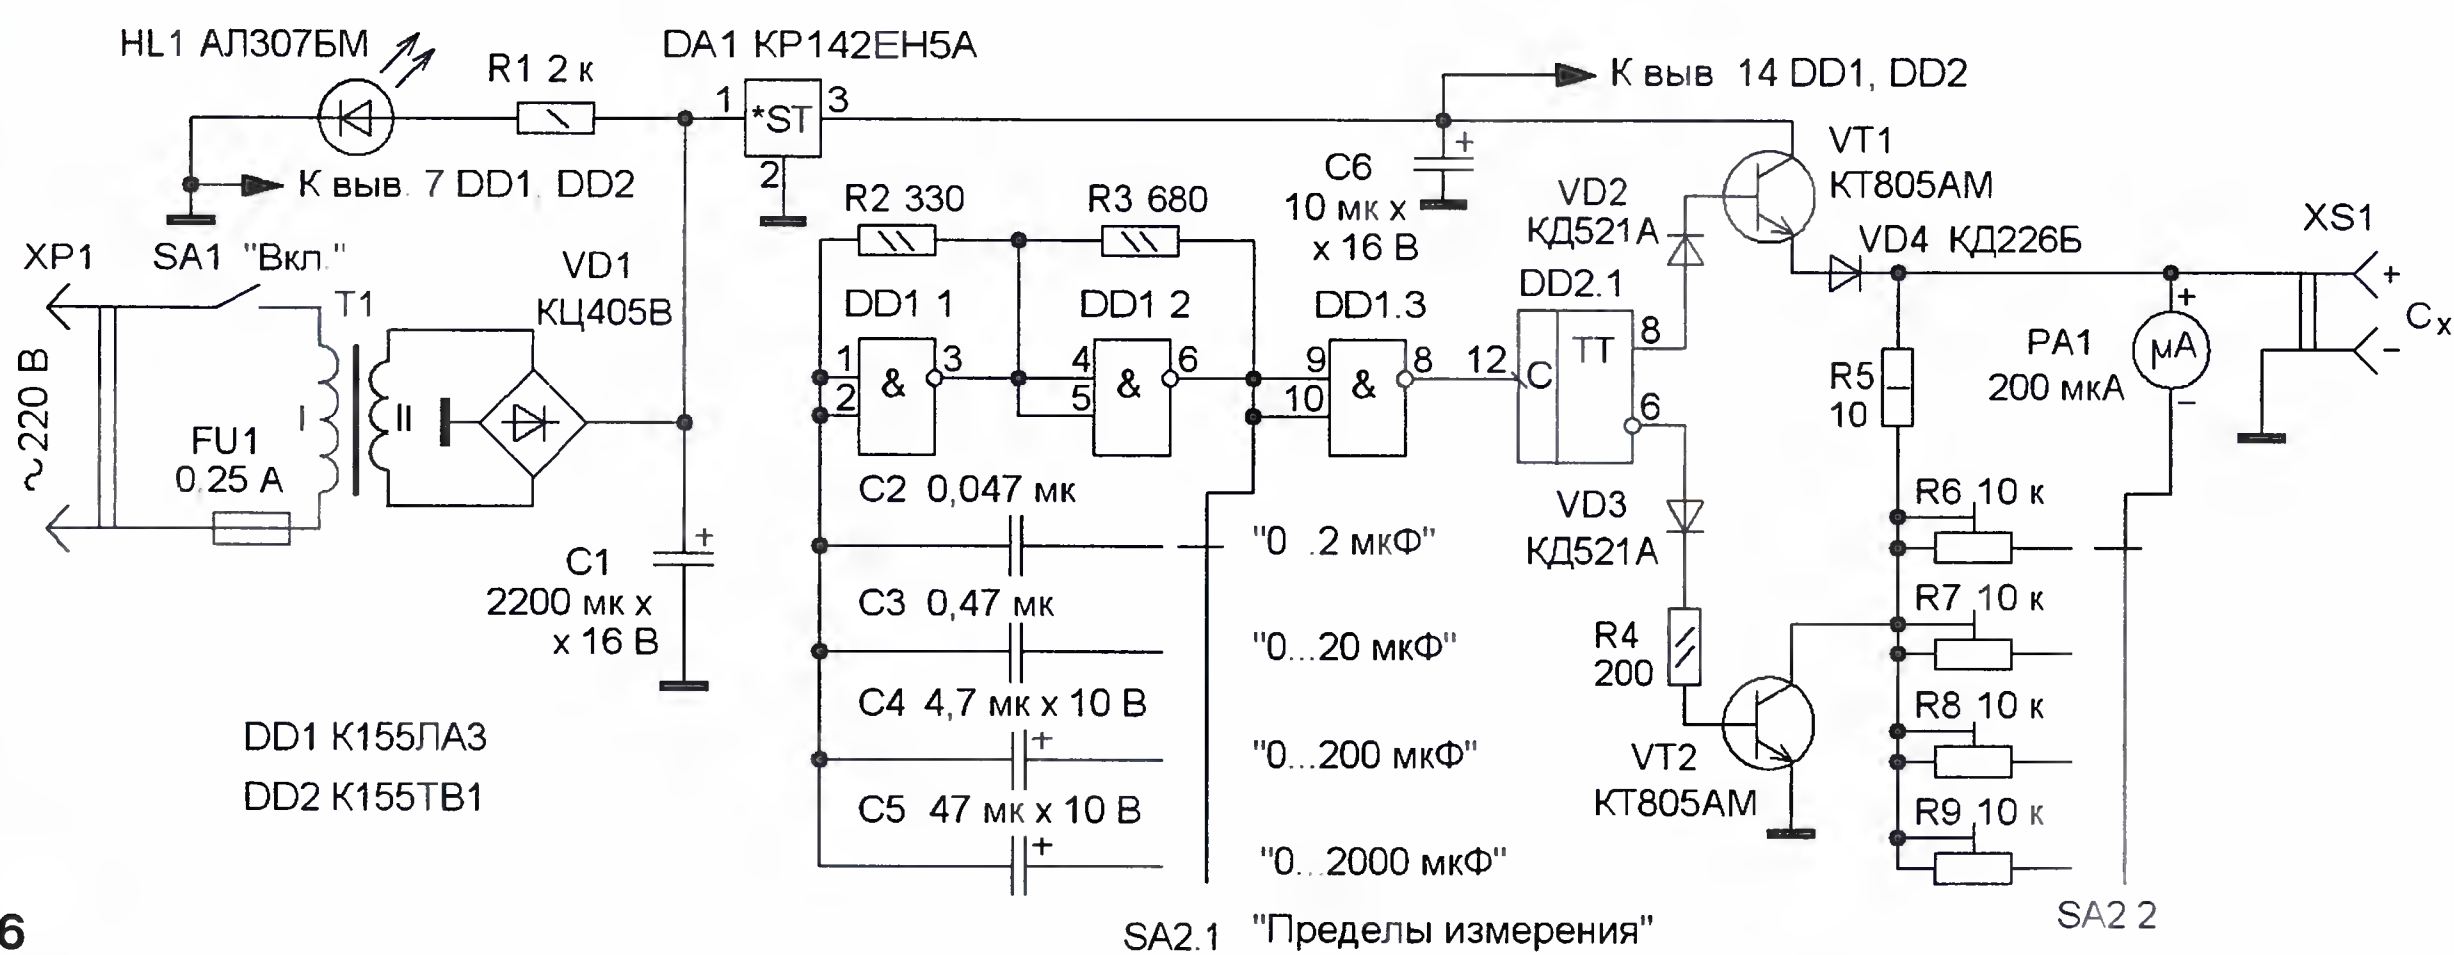 HL1 АЛ307БМ
R1 2 к
DA1 КР142ЕН5А
1
*ST
3
2
К выв 14 DD1, DD2
К выв. 7 DD1, DD2
VT1
КТ805АМ
C6
10 мк х
х 16 В
+
R2 330
R3 680
VD2
КД521А
VD4 КД226Б
XS1
+
Cx
–
XP1
SA1 "Вкл."
T1
VD1
КЦ405В
~220 В
I
II
FU1
0,25 А
DD1 1
DD1 2
DD1.3
DD2.1
1
2
&
3
4
5
&
6
9
10
&
8
12
C
TT
8
6
R5
10
PA1
200 мкА
+
μA
–
C1
2200 мк х
х 16 В
+
C2 0,047 мк
"0 .2 мкФ"
C3 0,47 мк
"0...20 мкФ"
C4 4,7 мк х 10 В
+
"0...200 мкФ"
C5 47 мк х 10 В
+
"0...2000 мкФ"
VD3
КД521А
R4
200
VT2
КТ805АМ
R6 10 к
R7 10 к
R8 10 к
R9 10 к
DD1 К155ЛА3
DD2 К155ТВ1
SA2.1 "Пределы измерения"
SA2 2
6